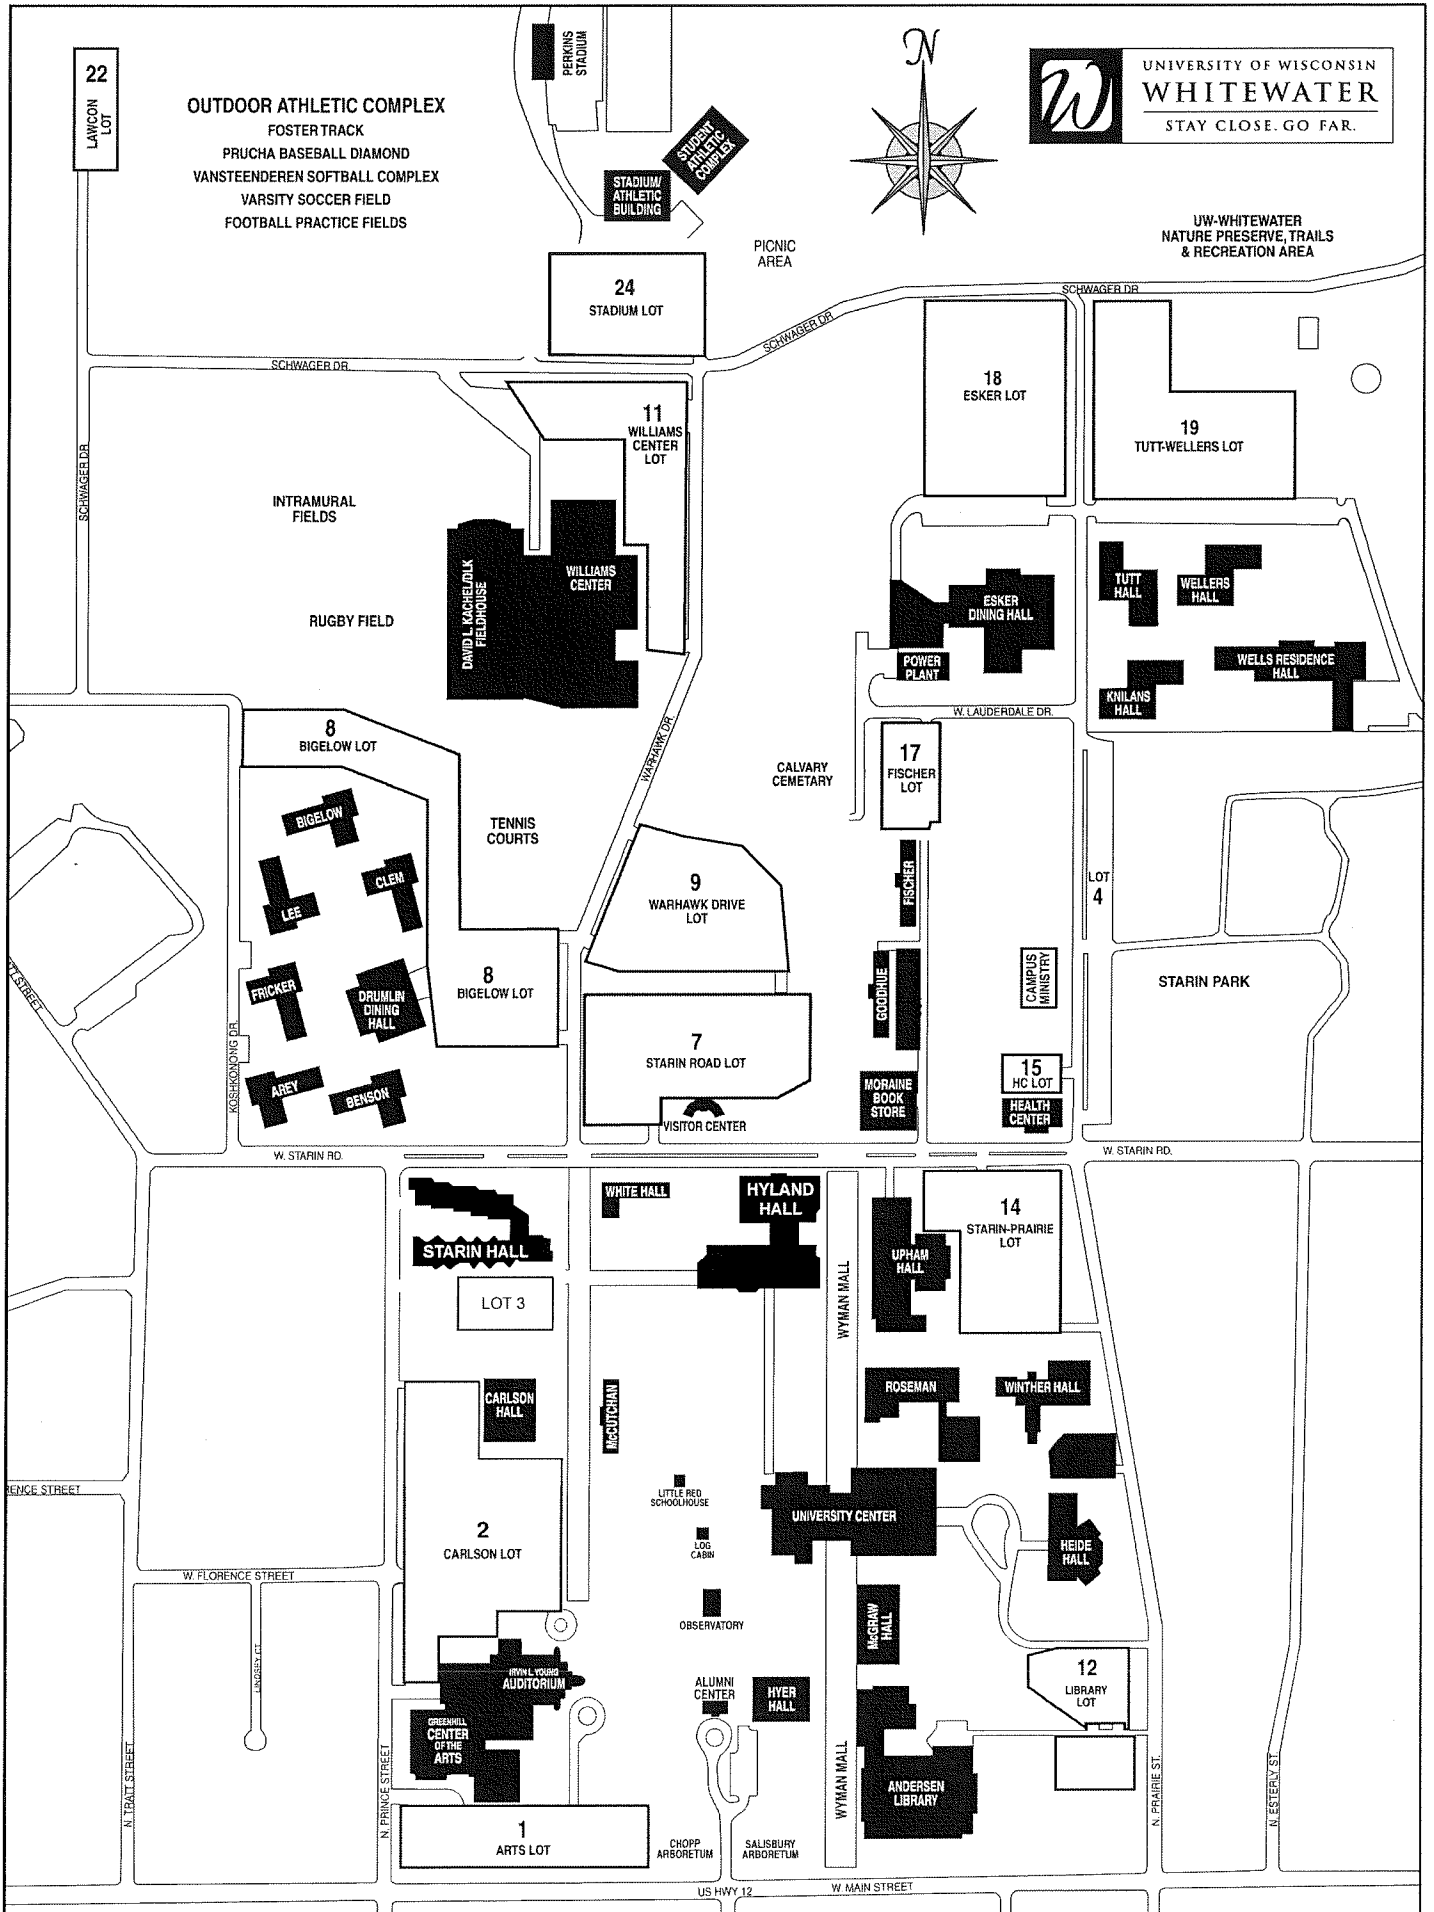 PERKINS
STADIUM
N
UNIVERSITY OF WISCONSIN
WHITEWATER
STAY CLOSE. GO FAR.
W
22
LAWCON
LOT
OUTDOOR ATHLETIC COMPLEX
FOSTER TRACK
PRUCHA BASEBALL DIAMOND
VANSTEENDEREN SOFTBALL COMPLEX
VARSITY SOCCER FIELD
FOOTBALL PRACTICE FIELDS
STUDENT
ATHLETIC
COMPLEX
STADIUM/
ATHLETIC
BUILDING
PICNIC
AREA
UW-WHITEWATER
NATURE PRESERVE, TRAILS
& RECREATION AREA
24
STADIUM LOT
SCHWAGER DR
SCHWAGER DR
SCHWAGER DR
SCHWAGER DR
18
ESKER LOT
11
WILLIAMS
CENTER
LOT
19
TUTT-WELLERS LOT
INTRAMURAL
FIELDS
DAVID L. KACHEL/DLK
FIELDHOUSE
WILLIAMS
CENTER
TUTT
HALL
WELLERS
HALL
ESKER
DINING HALL
RUGBY FIELD
POWER
PLANT
WELLS RESIDENCE
HALL
KNILANS
HALL
W. LAUDERDALE DR.
8
BIGELOW LOT
WARHAWK DR.
CALVARY
CEMETARY
17
FISCHER
LOT
BIGELOW
TENNIS
COURTS
CLEM
LEE
9
WARHAWK DRIVE
LOT
FISCHER
LOT
4
8
BIGELOW LOT
FRICKER
DRUMLIN
DINING
HALL
GOODHUE
CAMPUS
MINISTRY
STARIN PARK
TT STREET
KOSHKONONG DR.
7
STARIN ROAD LOT
15
HC LOT
AREY
BENSON
MORAINE
BOOK
STORE
HEALTH
CENTER
VISITOR CENTER
W. STARIN RD.
W. STARIN RD.
WHITE HALL
HYLAND
HALL
14
STARIN-PRAIRIE
LOT
STARIN HALL
UPHAM
HALL
LOT 3
WYMAN MALL
CARLSON
HALL
McCUTCHAN
ROSEMAN
WINTHER HALL
RENCE STREET
LITTLE RED
SCHOOLHOUSE
UNIVERSITY CENTER
2
CARLSON LOT
LOG
CABIN
HEIDE
HALL
W. FLORENCE STREET
OBSERVATORY
McGRAW
HALL
LINDSEY CT.
IRVIN L. YOUNG
AUDITORIUM
ALUMNI
CENTER
HYER
HALL
12
LIBRARY
LOT
GREENHILL
CENTER
OF THE
ARTS
N. TRATT STREET
N. PRINCE STREET
WYMAN MALL
ANDERSEN
LIBRARY
N. PRAIRIE ST.
N. ESTERLY ST.
1
ARTS LOT
CHOPP
ARBORETUM
SALISBURY
ARBORETUM
US HWY 12
W. MAIN STREET